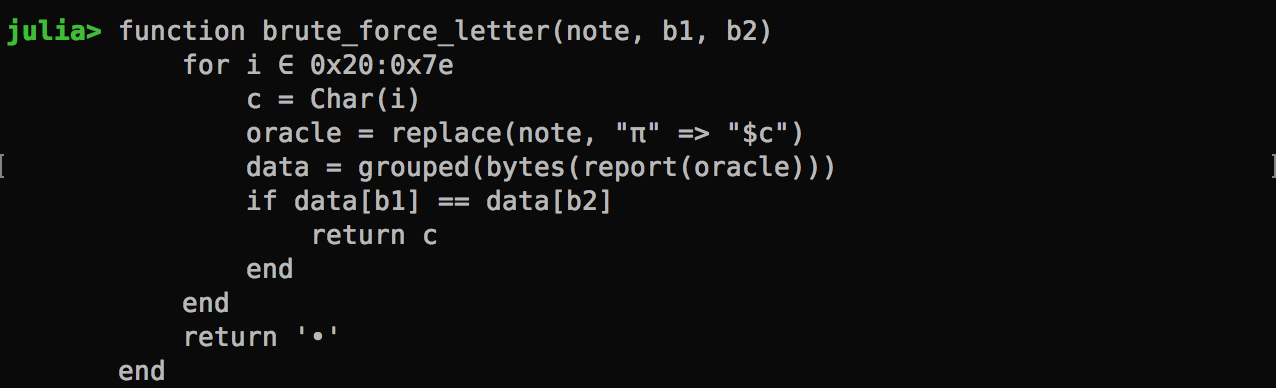 julia> function brute_force_letter(note, b1, b2)
           for i ∈ 0x20:0x7e
               c = Char(i)
               oracle = replace(note, "π" => "$c")
               data = grouped(bytes(report(oracle)))
               if data[b1] == data[b2]
                   return c
               end
           end
           return '•'
       end